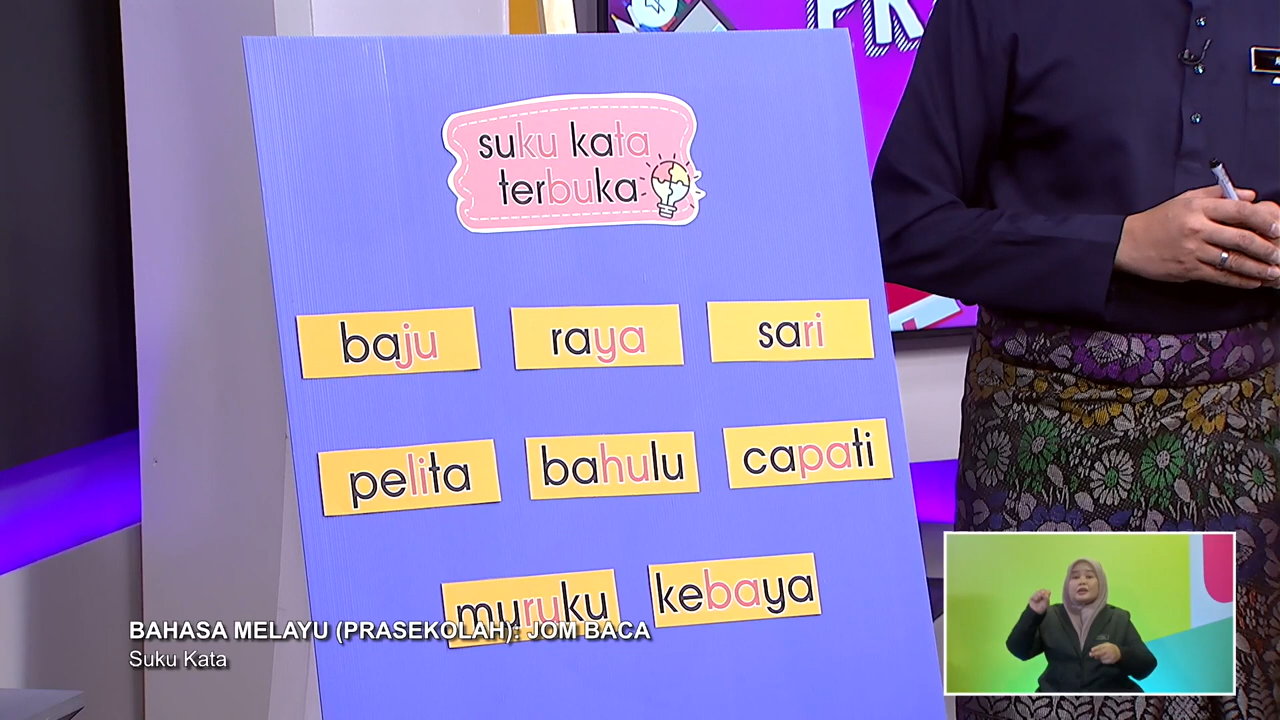 suku kata
terbuka
baju raya sari
pelita bahulu capati
muruku kebaya
BAHASA MELAYU (PRASEKOLAH): JOM BACA
Suku Kata